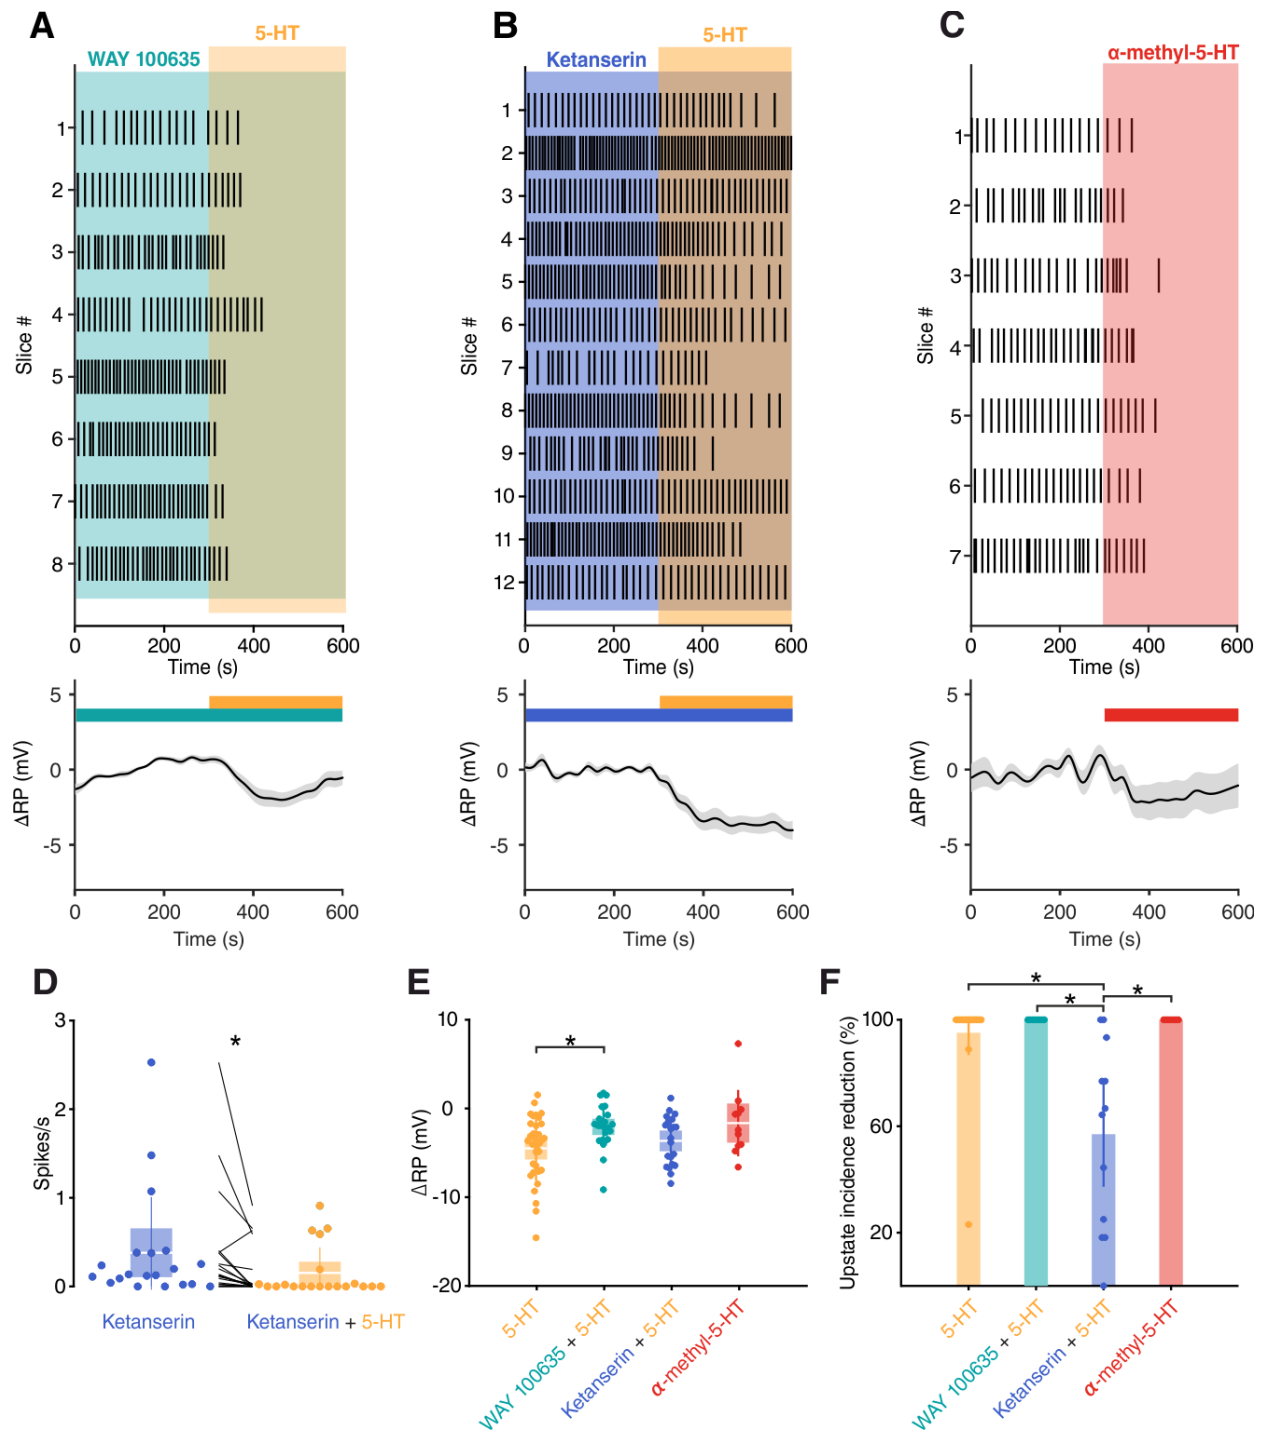 A
B
C
WAY 100635
5-HT
Ketanserin
5-HT
α-methyl-5-HT
Slice #
1
2
3
4
5
6
7
8
0 200 400 600
Time (s)
Slice #
1
2
3
4
5
6
7
8
9
10
11
12
0 200 400 600
Time (s)
Slice #
1
2
3
4
5
6
7
0 200 400 600
Time (s)
ΔRP (mV)
5
0
-5
0 200 400 600
Time (s)
ΔRP (mV)
5
0
-5
0 200 400 600
Time (s)
ΔRP (mV)
5
0
-5
0 200 400 600
Time (s)
D
Spikes/s
3
2
1
0
*
Ketanserin
Ketanserin + 5-HT
E
ΔRP (mV)
10
0
-10
-20
*
5-HT
WAY 100635 + 5-HT
Ketanserin + 5-HT
α-methyl-5-HT
F
Upstate incidence reduction (%)
100
60
20
*
*
*
5-HT
WAY 100635 + 5-HT
Ketanserin + 5-HT
α-methyl-5-HT